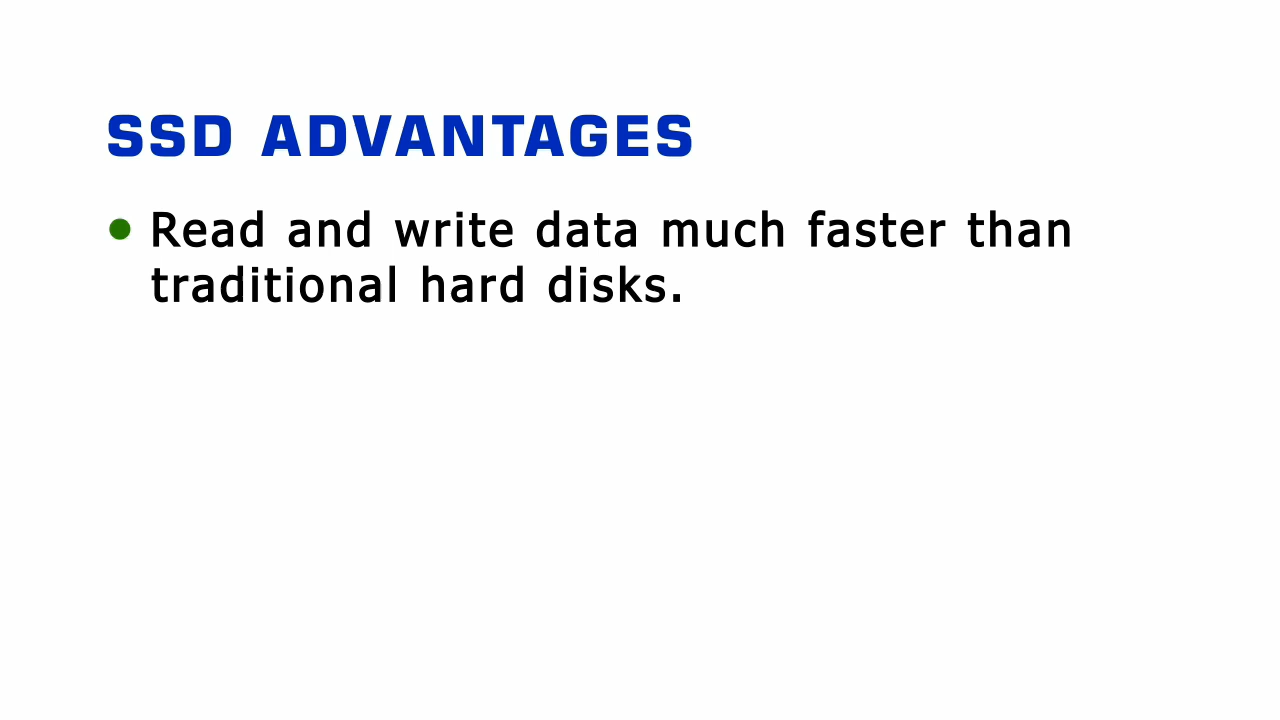 SSD ADVANTAGES
• Read and write data much faster than
traditional hard disks.